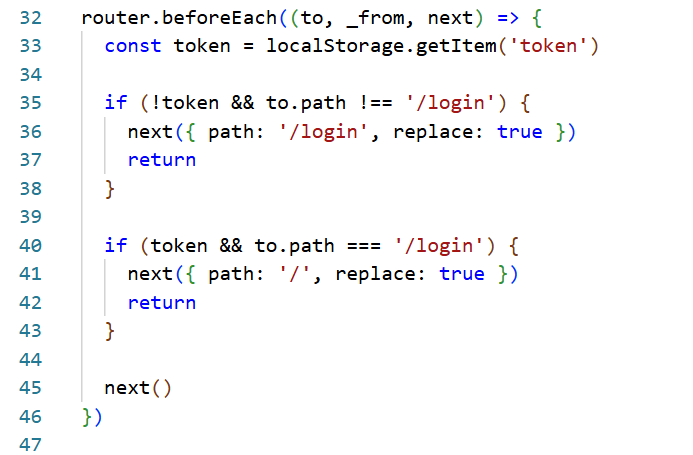 32 router.beforeEach((to, _from, next) => {
33 const token = localStorage.getItem('token')
34
35 if (!token && to.path !== '/login') {
36 next({ path: '/login', replace: true })
37 return
38 }
39
40 if (token && to.path === '/login') {
41 next({ path: '/', replace: true })
42 return
43 }
44
45 next()
46 })
47